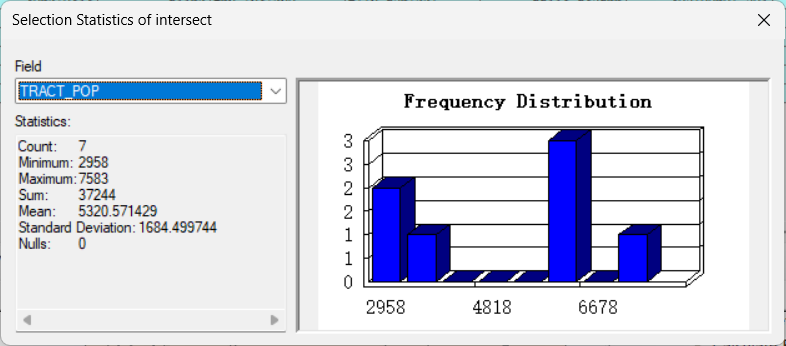 Selection Statistics of intersect
Field
TRACT_POP
Statistics:
Count: 7
Minimum: 2958
Maximum: 7583
Sum: 37244
Mean: 5320.571429
Standard Deviation: 1684.499744
Nulls: 0
Frequency Distribution
3
3
2
2
1
1
0
2958 4818 6678